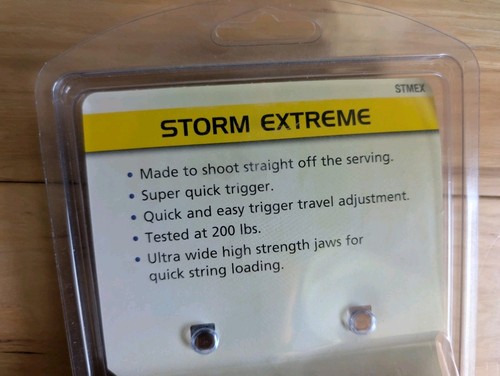 STMEX
STORM EXTREME
• Made to shoot straight off the serving.
• Super quick trigger.
• Quick and easy trigger travel adjustment.
• Tested at 200 lbs.
• Ultra wide high strength jaws for
quick string loading.